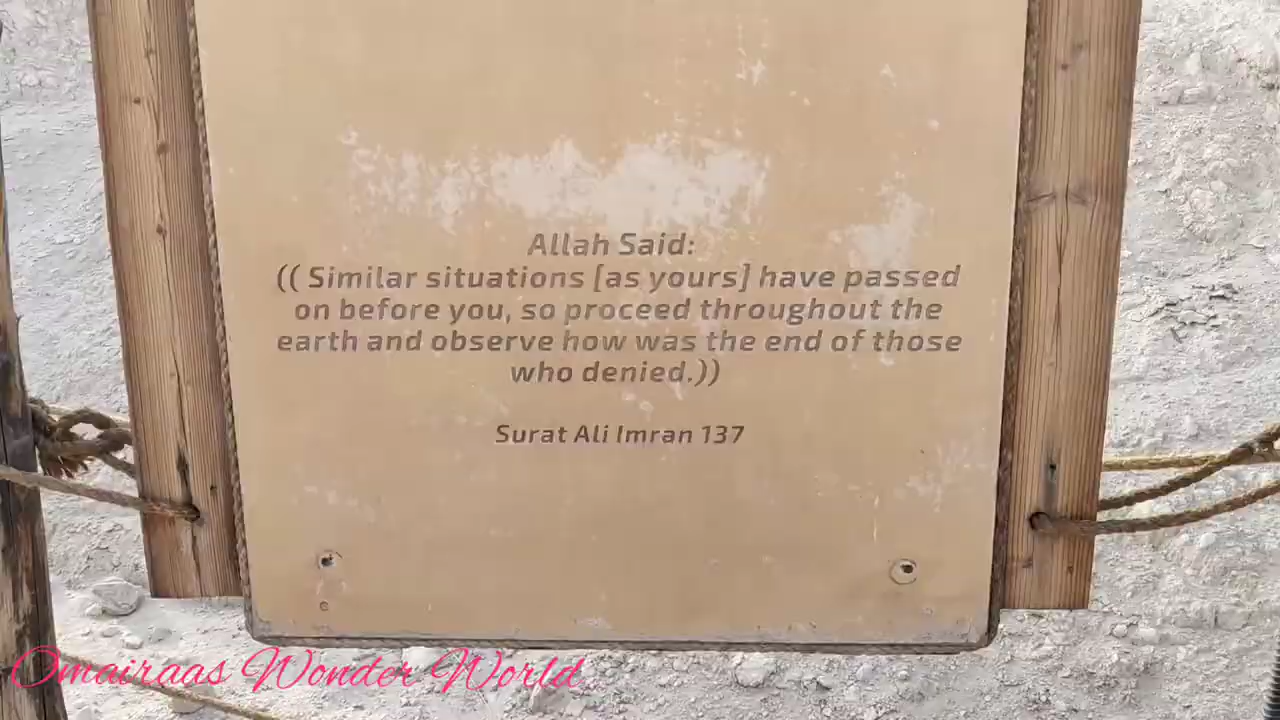 Allah Said:
(( Similar situations [as yours] have passed
on before you, so proceed throughout the
earth and observe how was the end of those
who denied.))
Surat Ali Imran 137
Omairaas Wonder World